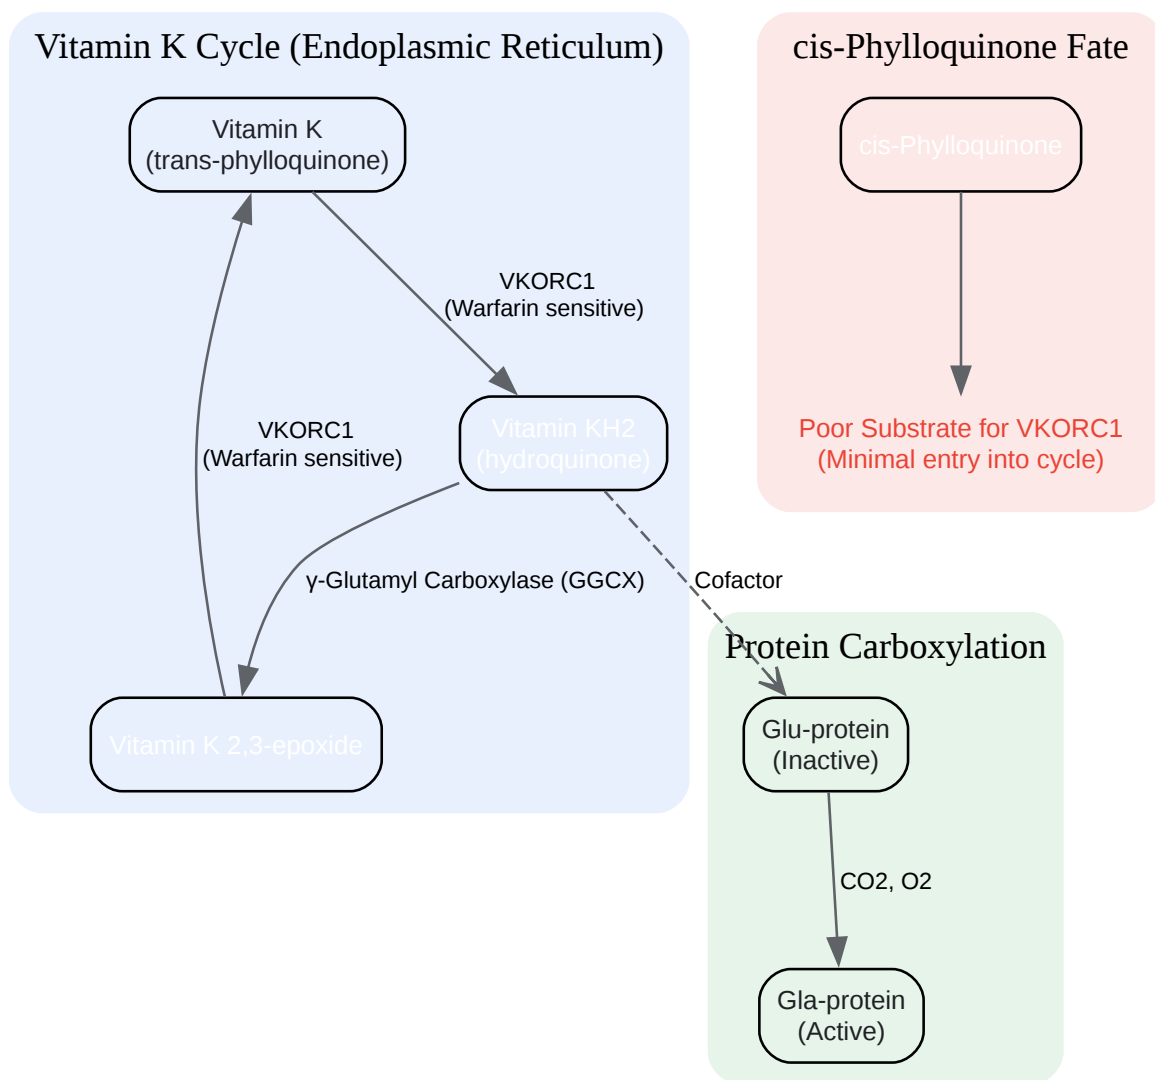 Vitamin K Cycle (Endoplasmic Reticulum)
Vitamin K
(trans-phylloquinone)
VKORC1
(Warfarin sensitive)
VKORC1
(Warfarin sensitive)
Vitamin KH2
(hydroquinone)
γ-Glutamyl Carboxylase (GGCX)
Vitamin K 2,3-epoxide
cis-Phylloquinone Fate
cis-Phylloquinone
Poor Substrate for VKORC1
(Minimal entry into cycle)
Cofactor
Protein Carboxylation
Glu-protein
(Inactive)
CO2, O2
Gla-protein
(Active)